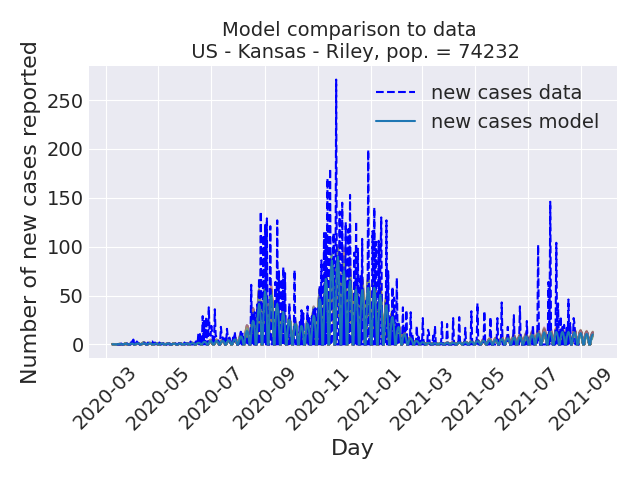 Model comparison to data
US - Kansas - Riley, pop. = 74232
Number of new cases reported
250
200
150
100
50
0
new cases data
new cases model
2020-03
2020-05
2020-07
2020-09
2020-11
2021-01
2021-03
2021-05
2021-07
2021-09
Day